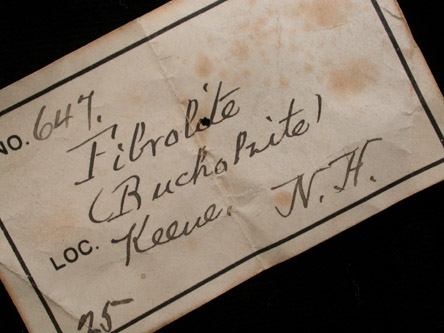 NO. 647.
Fibrolite
(Bucholzite)
LOC. Keene. N.H.
25